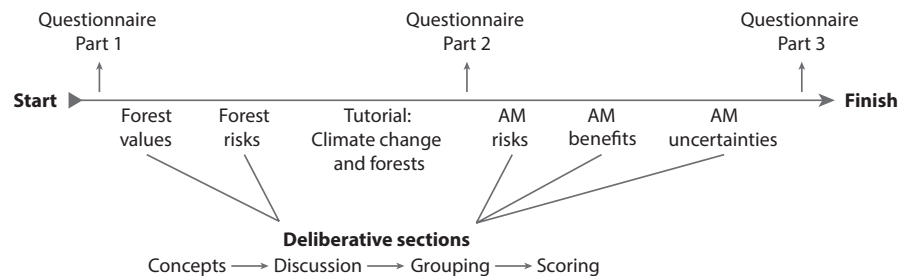 Questionnaire Questionnaire Questionnaire
Part 1 Part 2 Part 3
Start Finish
Forest Forest Tutorial: AM AM AM
values risks Climate change risks benefits uncertainties
and forests
Deliberative sections
Concepts Discussion Grouping Scoring